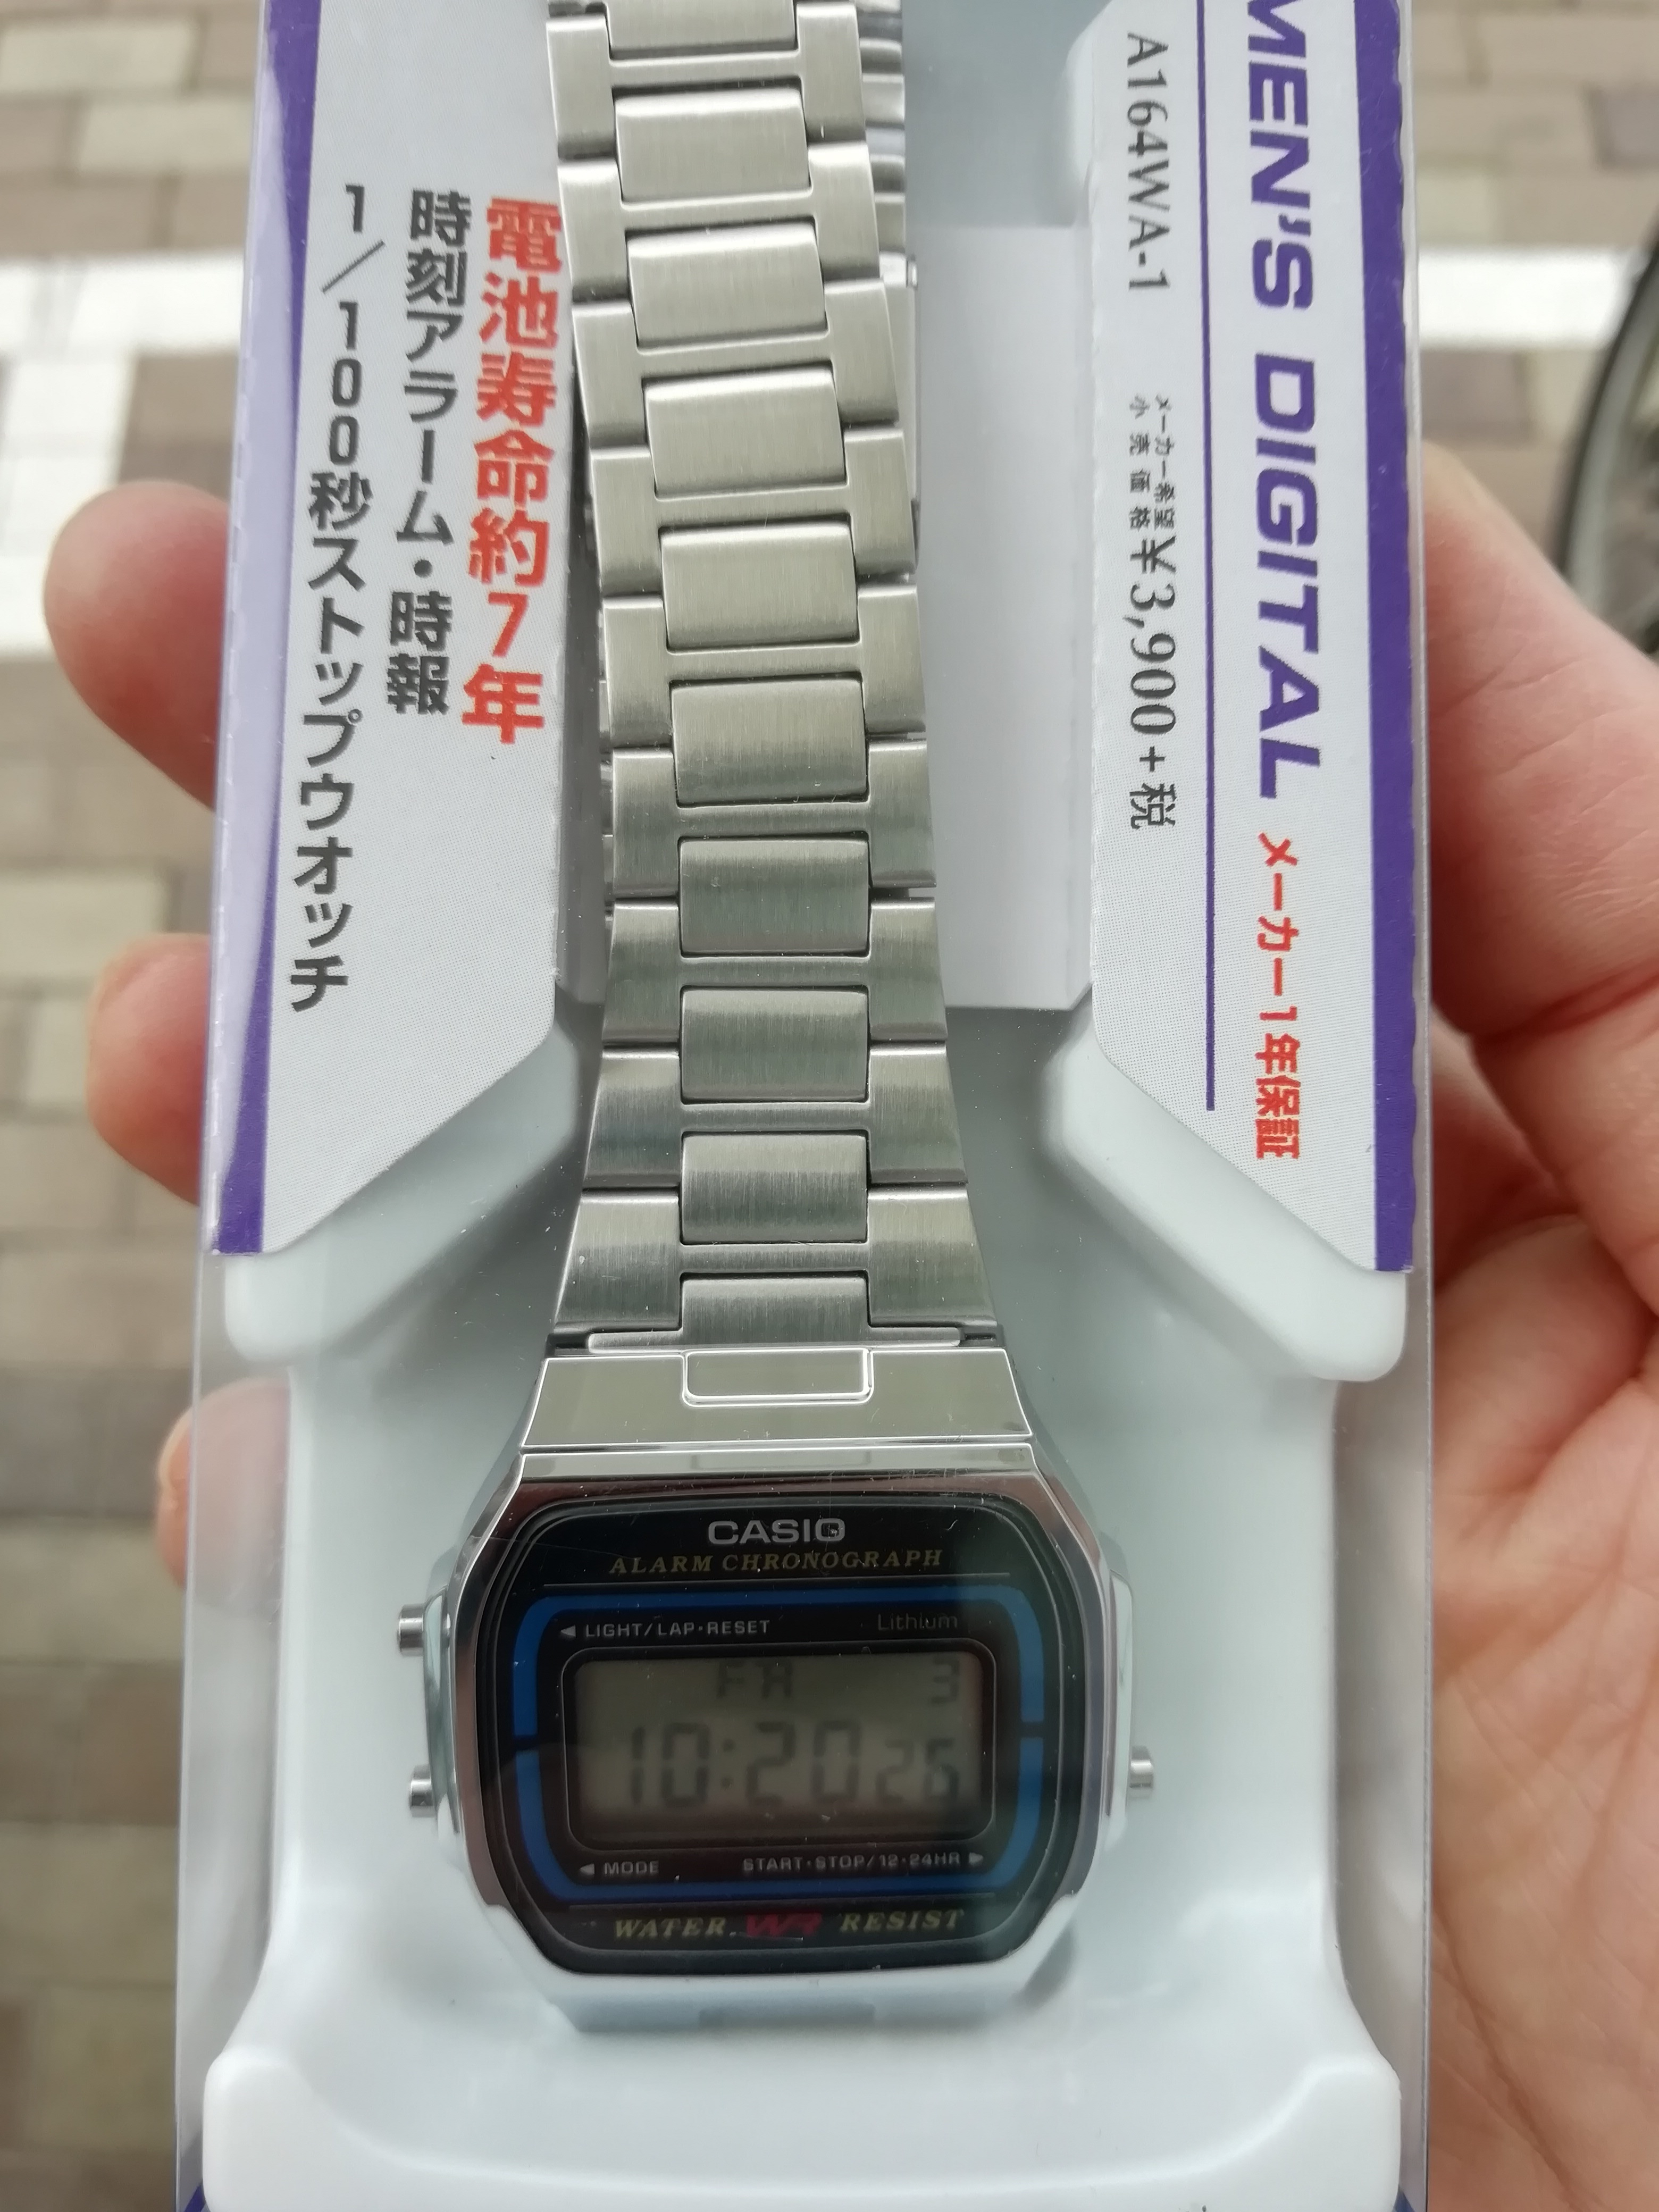 MEN'S DIGITAL メーカー1年保証
A164WA-1 メーカー希望小売価格¥3,900+税
電池寿命約7年
時刻アラーム・時報
1/100秒ストップウオッチ
CASIO
ALARM CHRONOGRAPH
◀ LIGHT/LAP・RESET Lithium
FR 3
10:20 26
◀ MODE START・STOP/12・24HR ▶
WATER WR RESIST